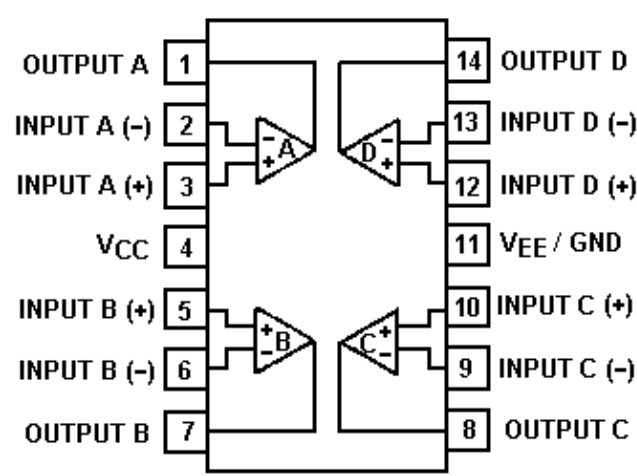 OUTPUT A 1 14 OUTPUT D
INPUT A (–) 2 13 INPUT D (–)
– A + – D +
INPUT A (+) 3 12 INPUT D (+)
VCC 4 11 VEE / GND
INPUT B (+) 5 10 INPUT C (+)
+ B – + C –
INPUT B (–) 6 9 INPUT C (–)
OUTPUT B 7 8 OUTPUT C